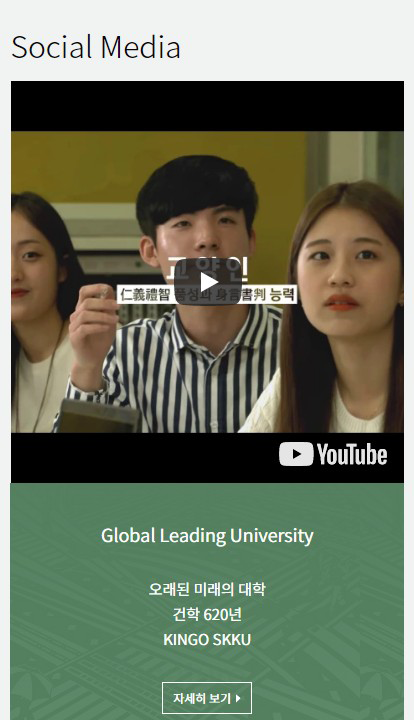 Social Media
교양인
仁義禮智 품성과 身言書判 능력
YouTube
Global Leading University
오래된 미래의 대학
건학 620년
KINGO SKKU
자세히 보기